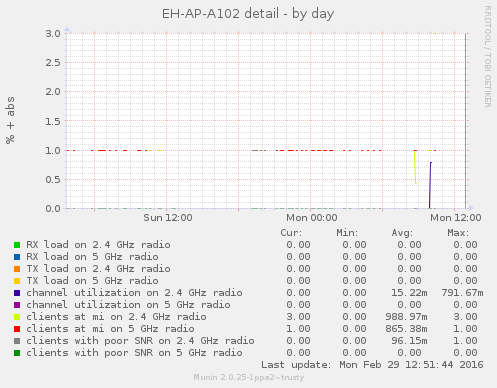 EH-AP-A102 detail - by day
RRDTOOL / TOBI OETIKER
% + abs
3.0
2.5
2.0
1.5
1.0
0.5
0.0
Sun 12:00 Mon 00:00 Mon 12:00
Cur: Min: Avg: Max:
RX load on 2.4 GHz radio 0.00 0.00 0.00 0.00
RX load on 5 GHz radio 0.00 0.00 0.00 0.00
TX load on 2.4 GHz radio 0.00 0.00 0.00 0.00
TX load on 5 GHz radio 0.00 0.00 0.00 0.00
channel utilization on 2.4 GHz radio 0.00 0.00 15.22m 791.67m
channel utilization on 5 GHz radio 0.00 0.00 0.00 0.00
clients at mi on 2.4 GHz radio 3.00 0.00 988.97m 3.00
clients at mi on 5 GHz radio 1.00 0.00 865.38m 1.00
clients with poor SNR on 2.4 GHz radio 0.00 0.00 96.15m 1.00
clients with poor SNR on 5 GHz radio 0.00 0.00 0.00 0.00
Last update: Mon Feb 29 12:51:44 2016
Munin 2.0.25-1ppa2~trusty